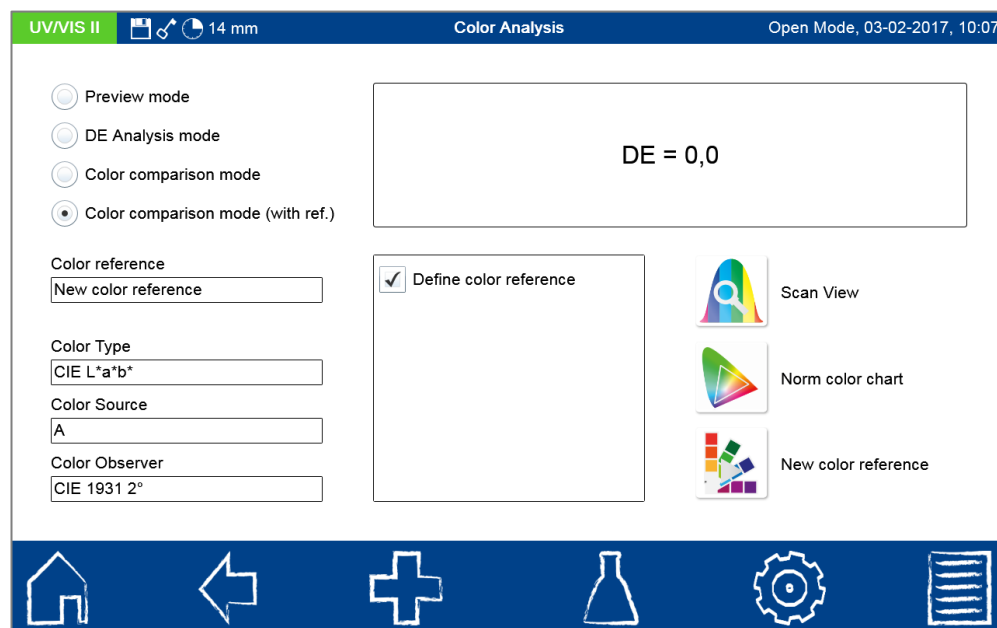 UV/VIS II 14 mm Color Analysis Open Mode, 03-02-2017, 10:07
Preview mode
DE Analysis mode
Color comparison mode
Color comparison mode (with ref.)
DE = 0,0
Color reference
New color reference
Color Type
CIE L*a*b*
Color Source
A
Color Observer
CIE 1931 2°
Define color reference
Scan View
Norm color chart
New color reference